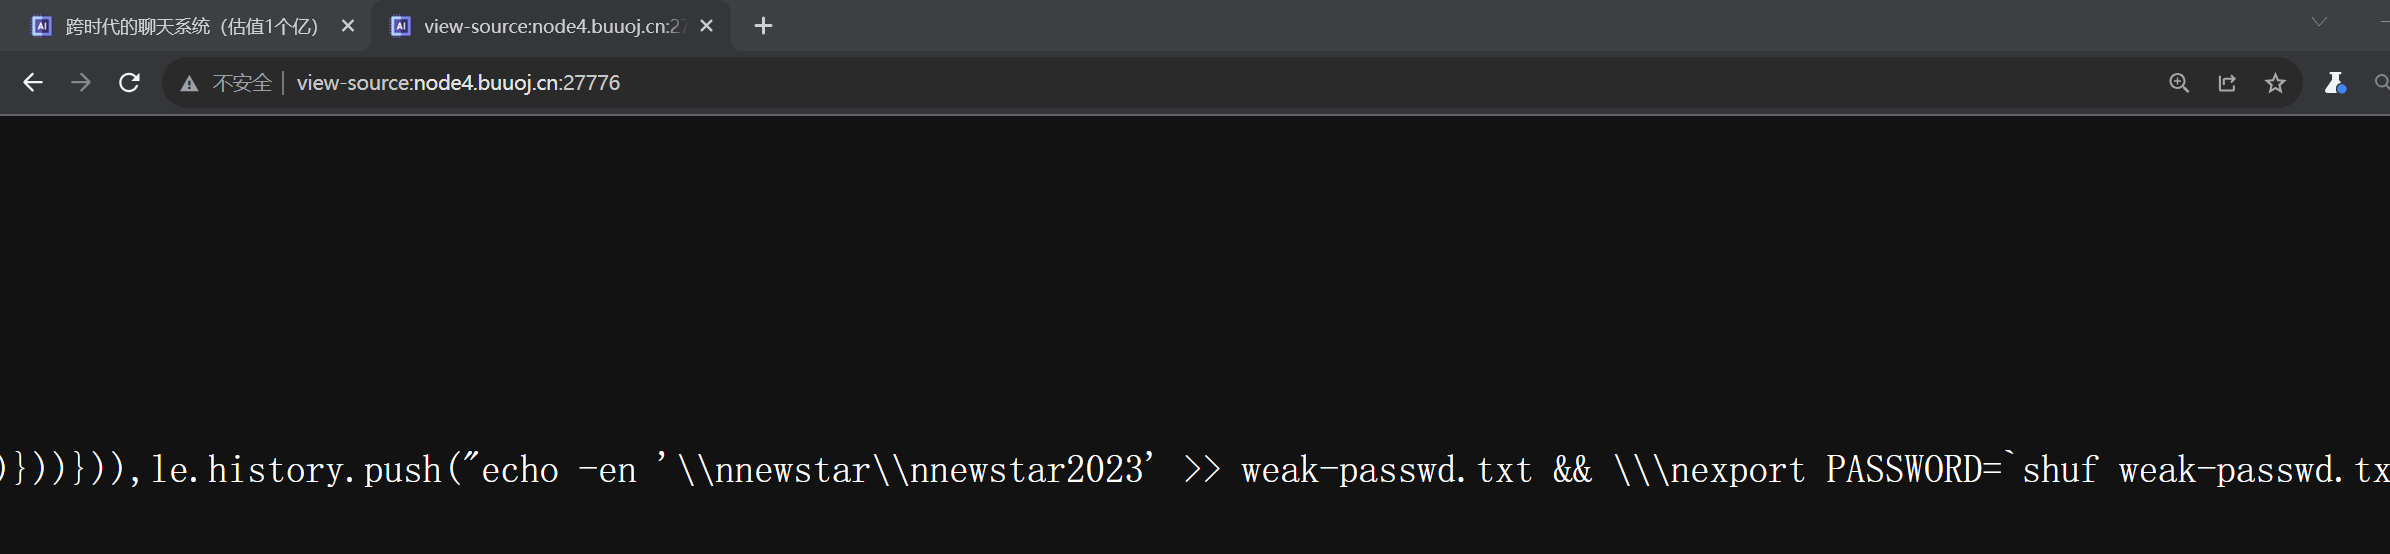 跨时代的聊天系统（估值1个亿）
view-source:node4.buuoj.cn:27
不安全 view-source:node4.buuoj.cn:27776
)}))})),le.history.push("echo -en '\\nnewstar\\nnewstar2023' >> weak-passwd.txt && \\\nexport PASSWORD=`shuf weak-passwd.tx